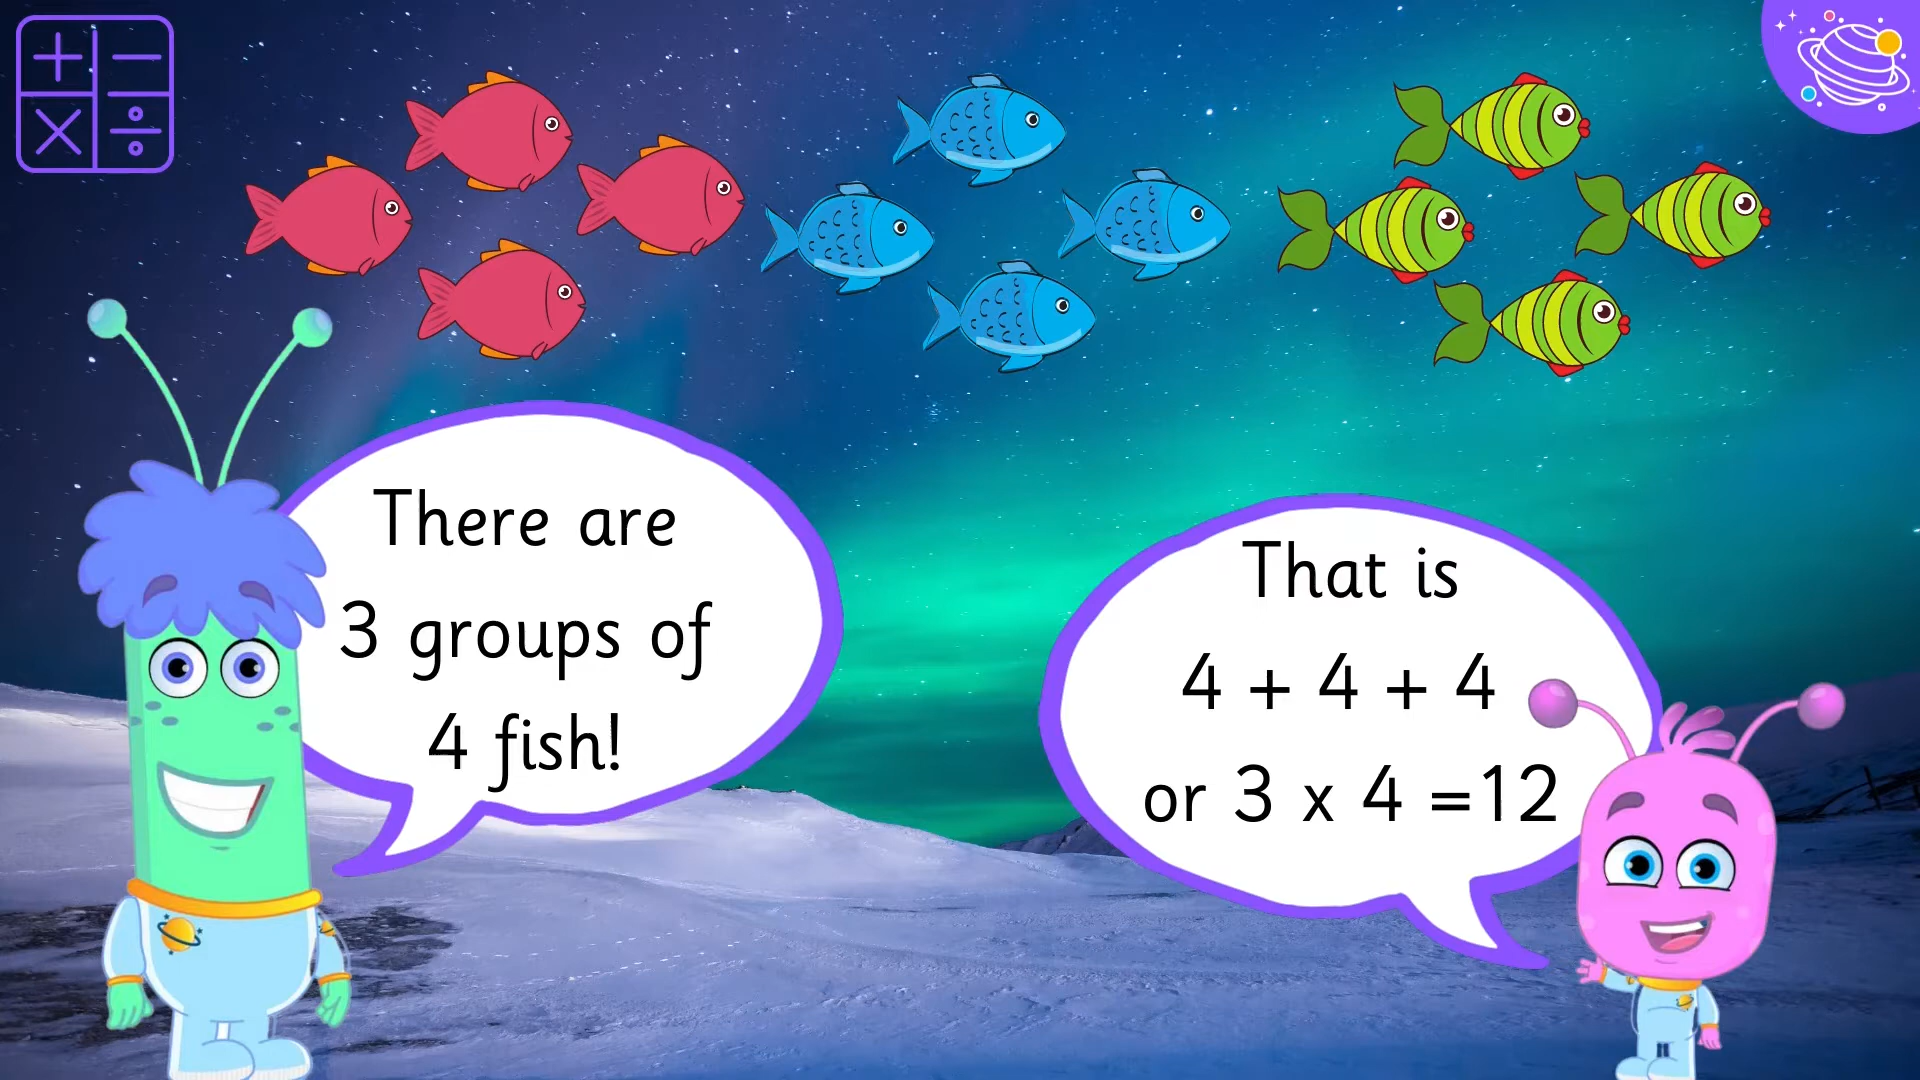 There are
3 groups of
4 fish!
That is
4 + 4 + 4
or 3 x 4 =12